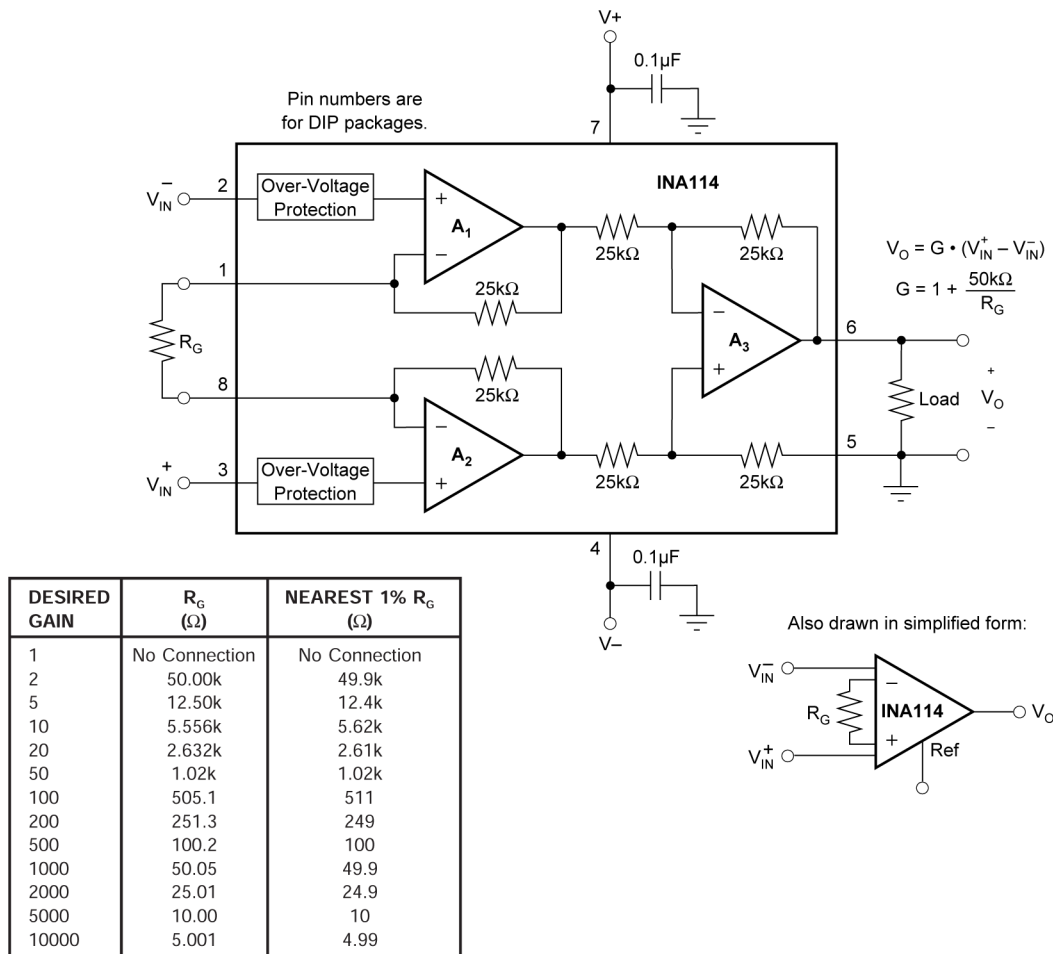 V+
0.1µF
Pin numbers are
for DIP packages.
7
INA114
2
V⁻IN
Over-Voltage
Protection
+
A₁
−
25kΩ
25kΩ
25kΩ
1
RG
8
25kΩ
−
A₂
+
3
V⁺IN
Over-Voltage
Protection
25kΩ
25kΩ
−
A₃
+
6
5
Load
+
VO
−
VO = G • (V⁺IN – V⁻IN)
G = 1 + 50kΩ
RG
4
0.1µF
V–
DESIRED GAIN | RG (Ω) | NEAREST 1% RG (Ω)
1 No Connection No Connection
2 50.00k 49.9k
5 12.50k 12.4k
10 5.556k 5.62k
20 2.632k 2.61k
50 1.02k 1.02k
100 505.1 511
200 251.3 249
500 100.2 100
1000 50.05 49.9
2000 25.01 24.9
5000 10.00 10
10000 5.001 4.99
Also drawn in simplified form:
V⁻IN
−
RG
INA114
+
V⁺IN
Ref
VO